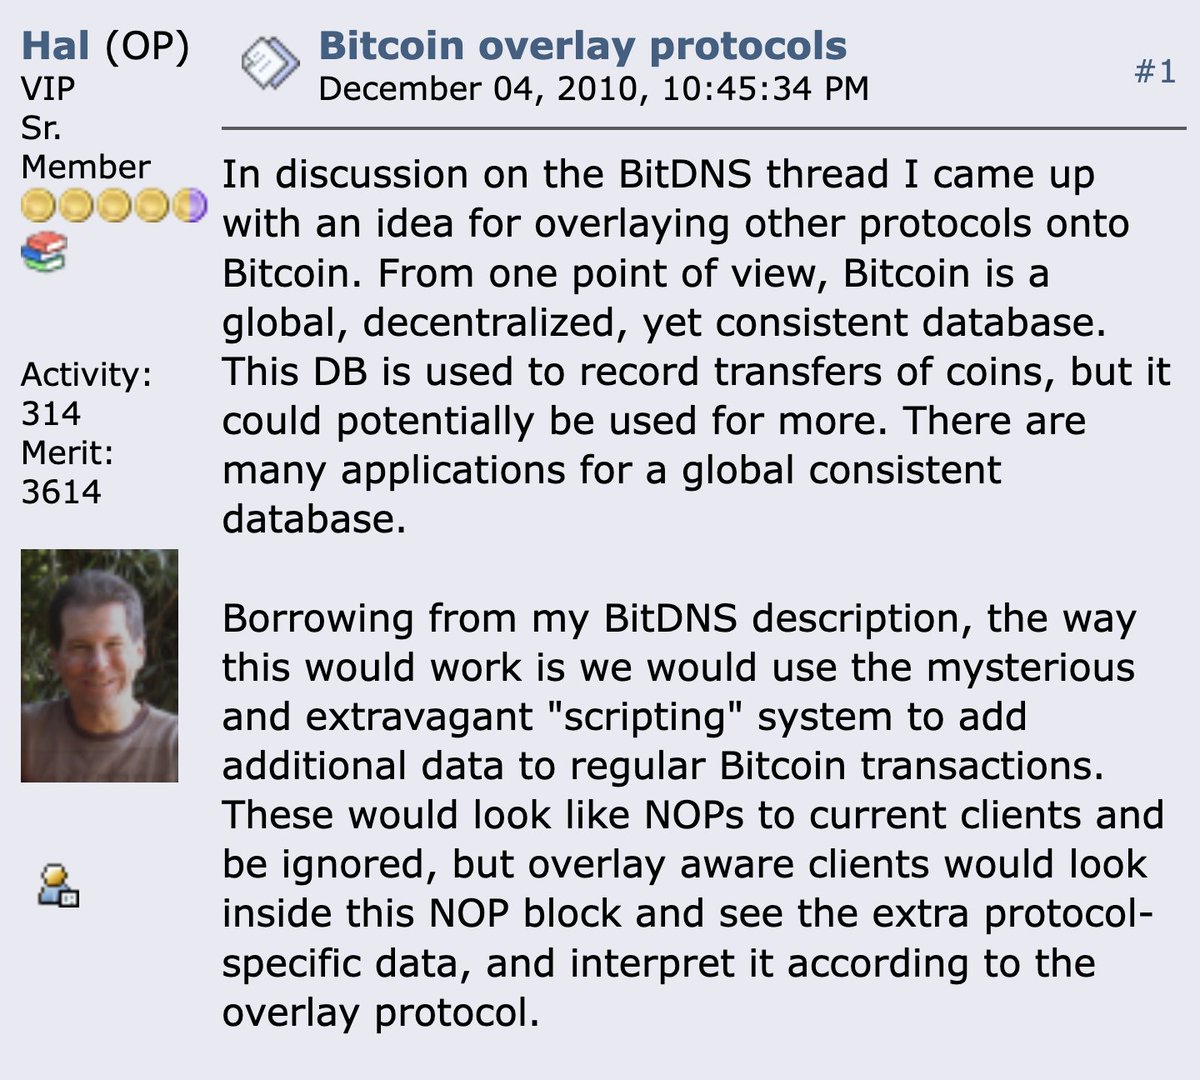 Hal (OP)
VIP
Sr.
Member
Activity:
314
Merit:
3614
Bitcoin overlay protocols
December 04, 2010, 10:45:34 PM
#1
In discussion on the BitDNS thread I came up
with an idea for overlaying other protocols onto
Bitcoin. From one point of view, Bitcoin is a
global, decentralized, yet consistent database.
This DB is used to record transfers of coins, but it
could potentially be used for more. There are
many applications for a global consistent
database.
Borrowing from my BitDNS description, the way
this would work is we would use the mysterious
and extravagant "scripting" system to add
additional data to regular Bitcoin transactions.
These would look like NOPs to current clients and
be ignored, but overlay aware clients would look
inside this NOP block and see the extra protocol-
specific data, and interpret it according to the
overlay protocol.